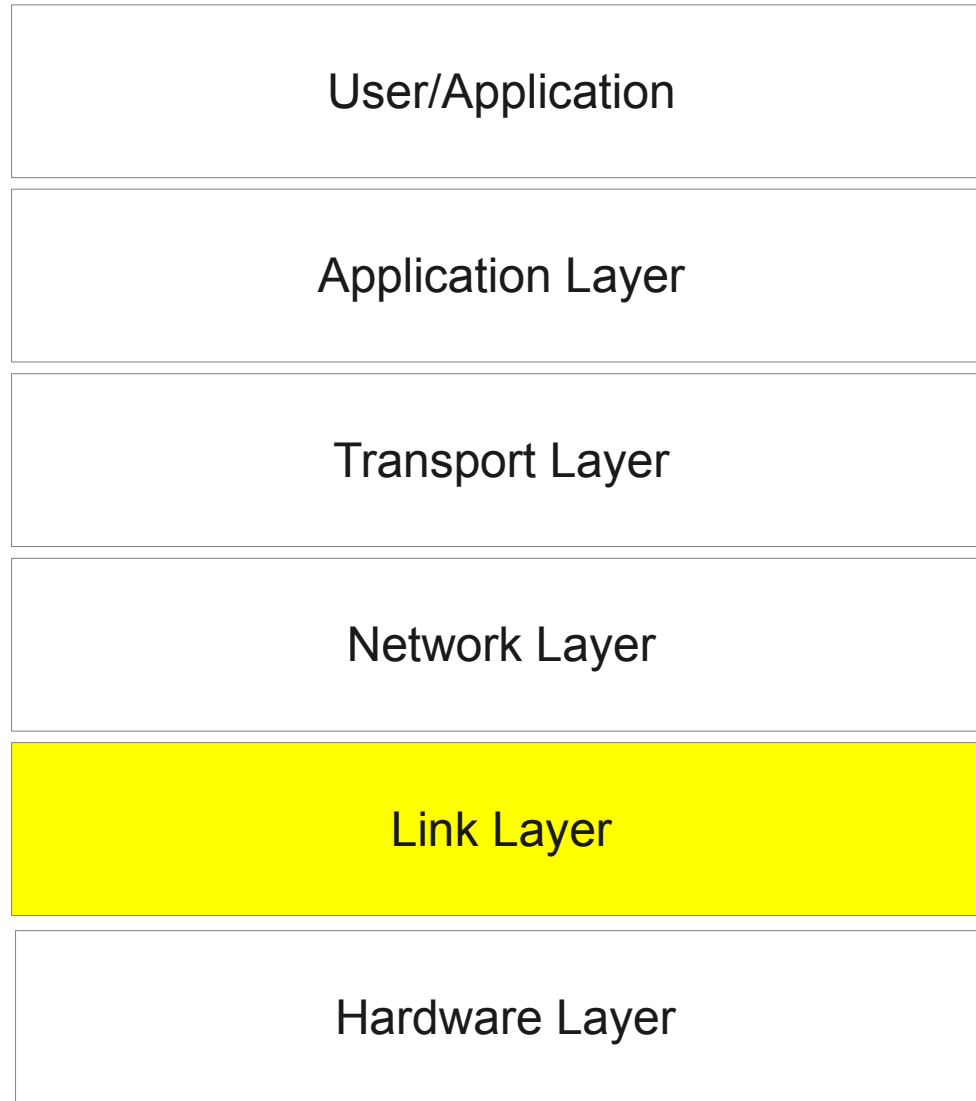 User/Application
Application Layer
Transport Layer
Network Layer
Link Layer
Hardware Layer